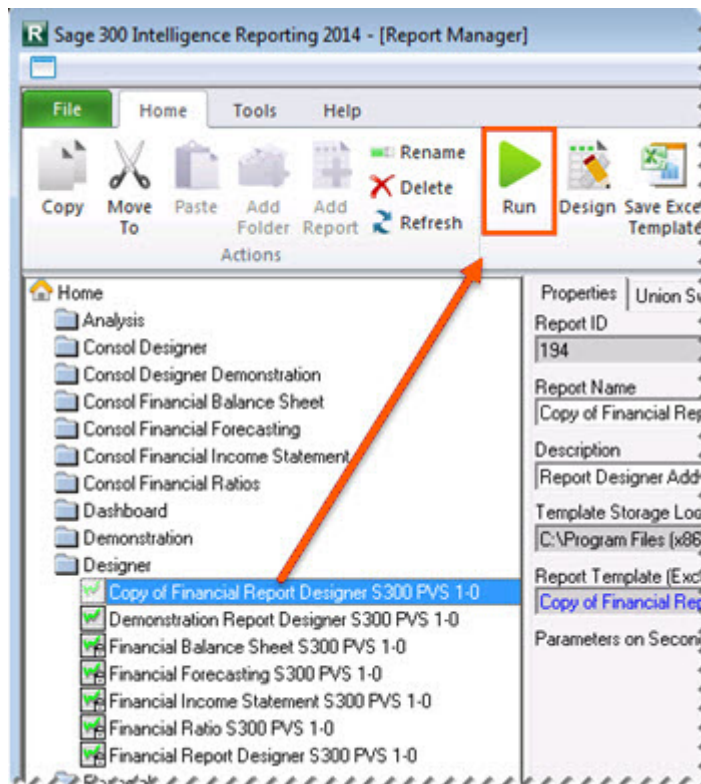 Sage 300 Intelligence Reporting 2014 - [Report Manager]
File Home Tools Help
Copy
Move To
Paste
Add Folder
Add Report
Rename
Delete
Refresh
Actions
Run
Design
Save Exce
Template
Home
Analysis
Consol Designer
Consol Designer Demonstration
Consol Financial Balance Sheet
Consol Financial Forecasting
Consol Financial Income Statement
Consol Financial Ratios
Dashboard
Demonstration
Designer
Copy of Financial Report Designer S300 PVS 1-0
Demonstration Report Designer S300 PVS 1-0
Financial Balance Sheet S300 PVS 1-0
Financial Forecasting S300 PVS 1-0
Financial Income Statement S300 PVS 1-0
Financial Ratio S300 PVS 1-0
Financial Report Designer S300 PVS 1-0
Properties Union Su
Report ID
194
Report Name
Copy of Financial Rep
Description
Report Designer Add
Template Storage Loc
C:\Program Files (x86
Report Template (Exc
Copy of Financial Rep
Parameters on Secon